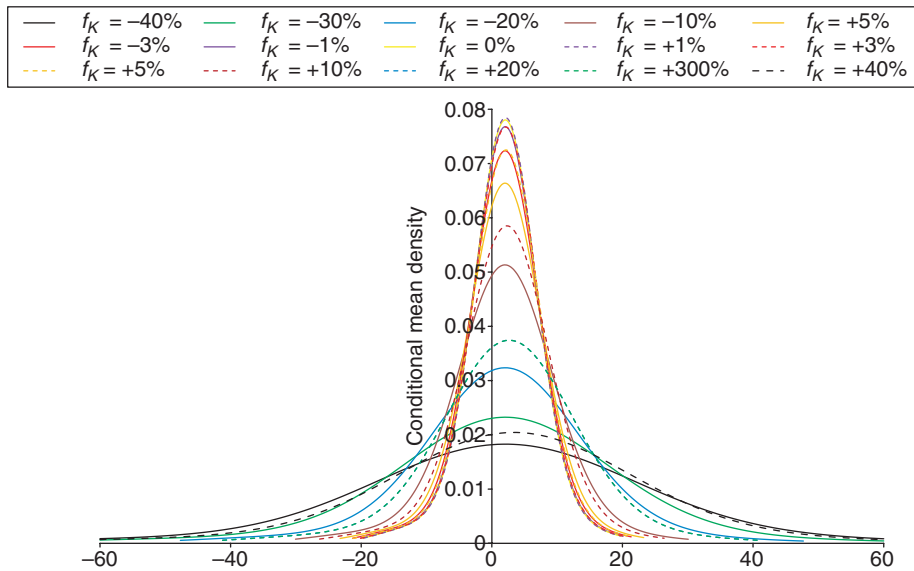 f_K = –40% f_K = –30% f_K = –20% f_K = –10% f_K = +5%
f_K = –3% f_K = –1% f_K = 0% f_K = +1% f_K = +3%
f_K = +5% f_K = +10% f_K = +20% f_K = +300% f_K = +40%
0.08
0.07
0.06
0.05
0.04
0.03
0.02
0.01
0
Conditional mean density
–60 –40 –20 20 40 60